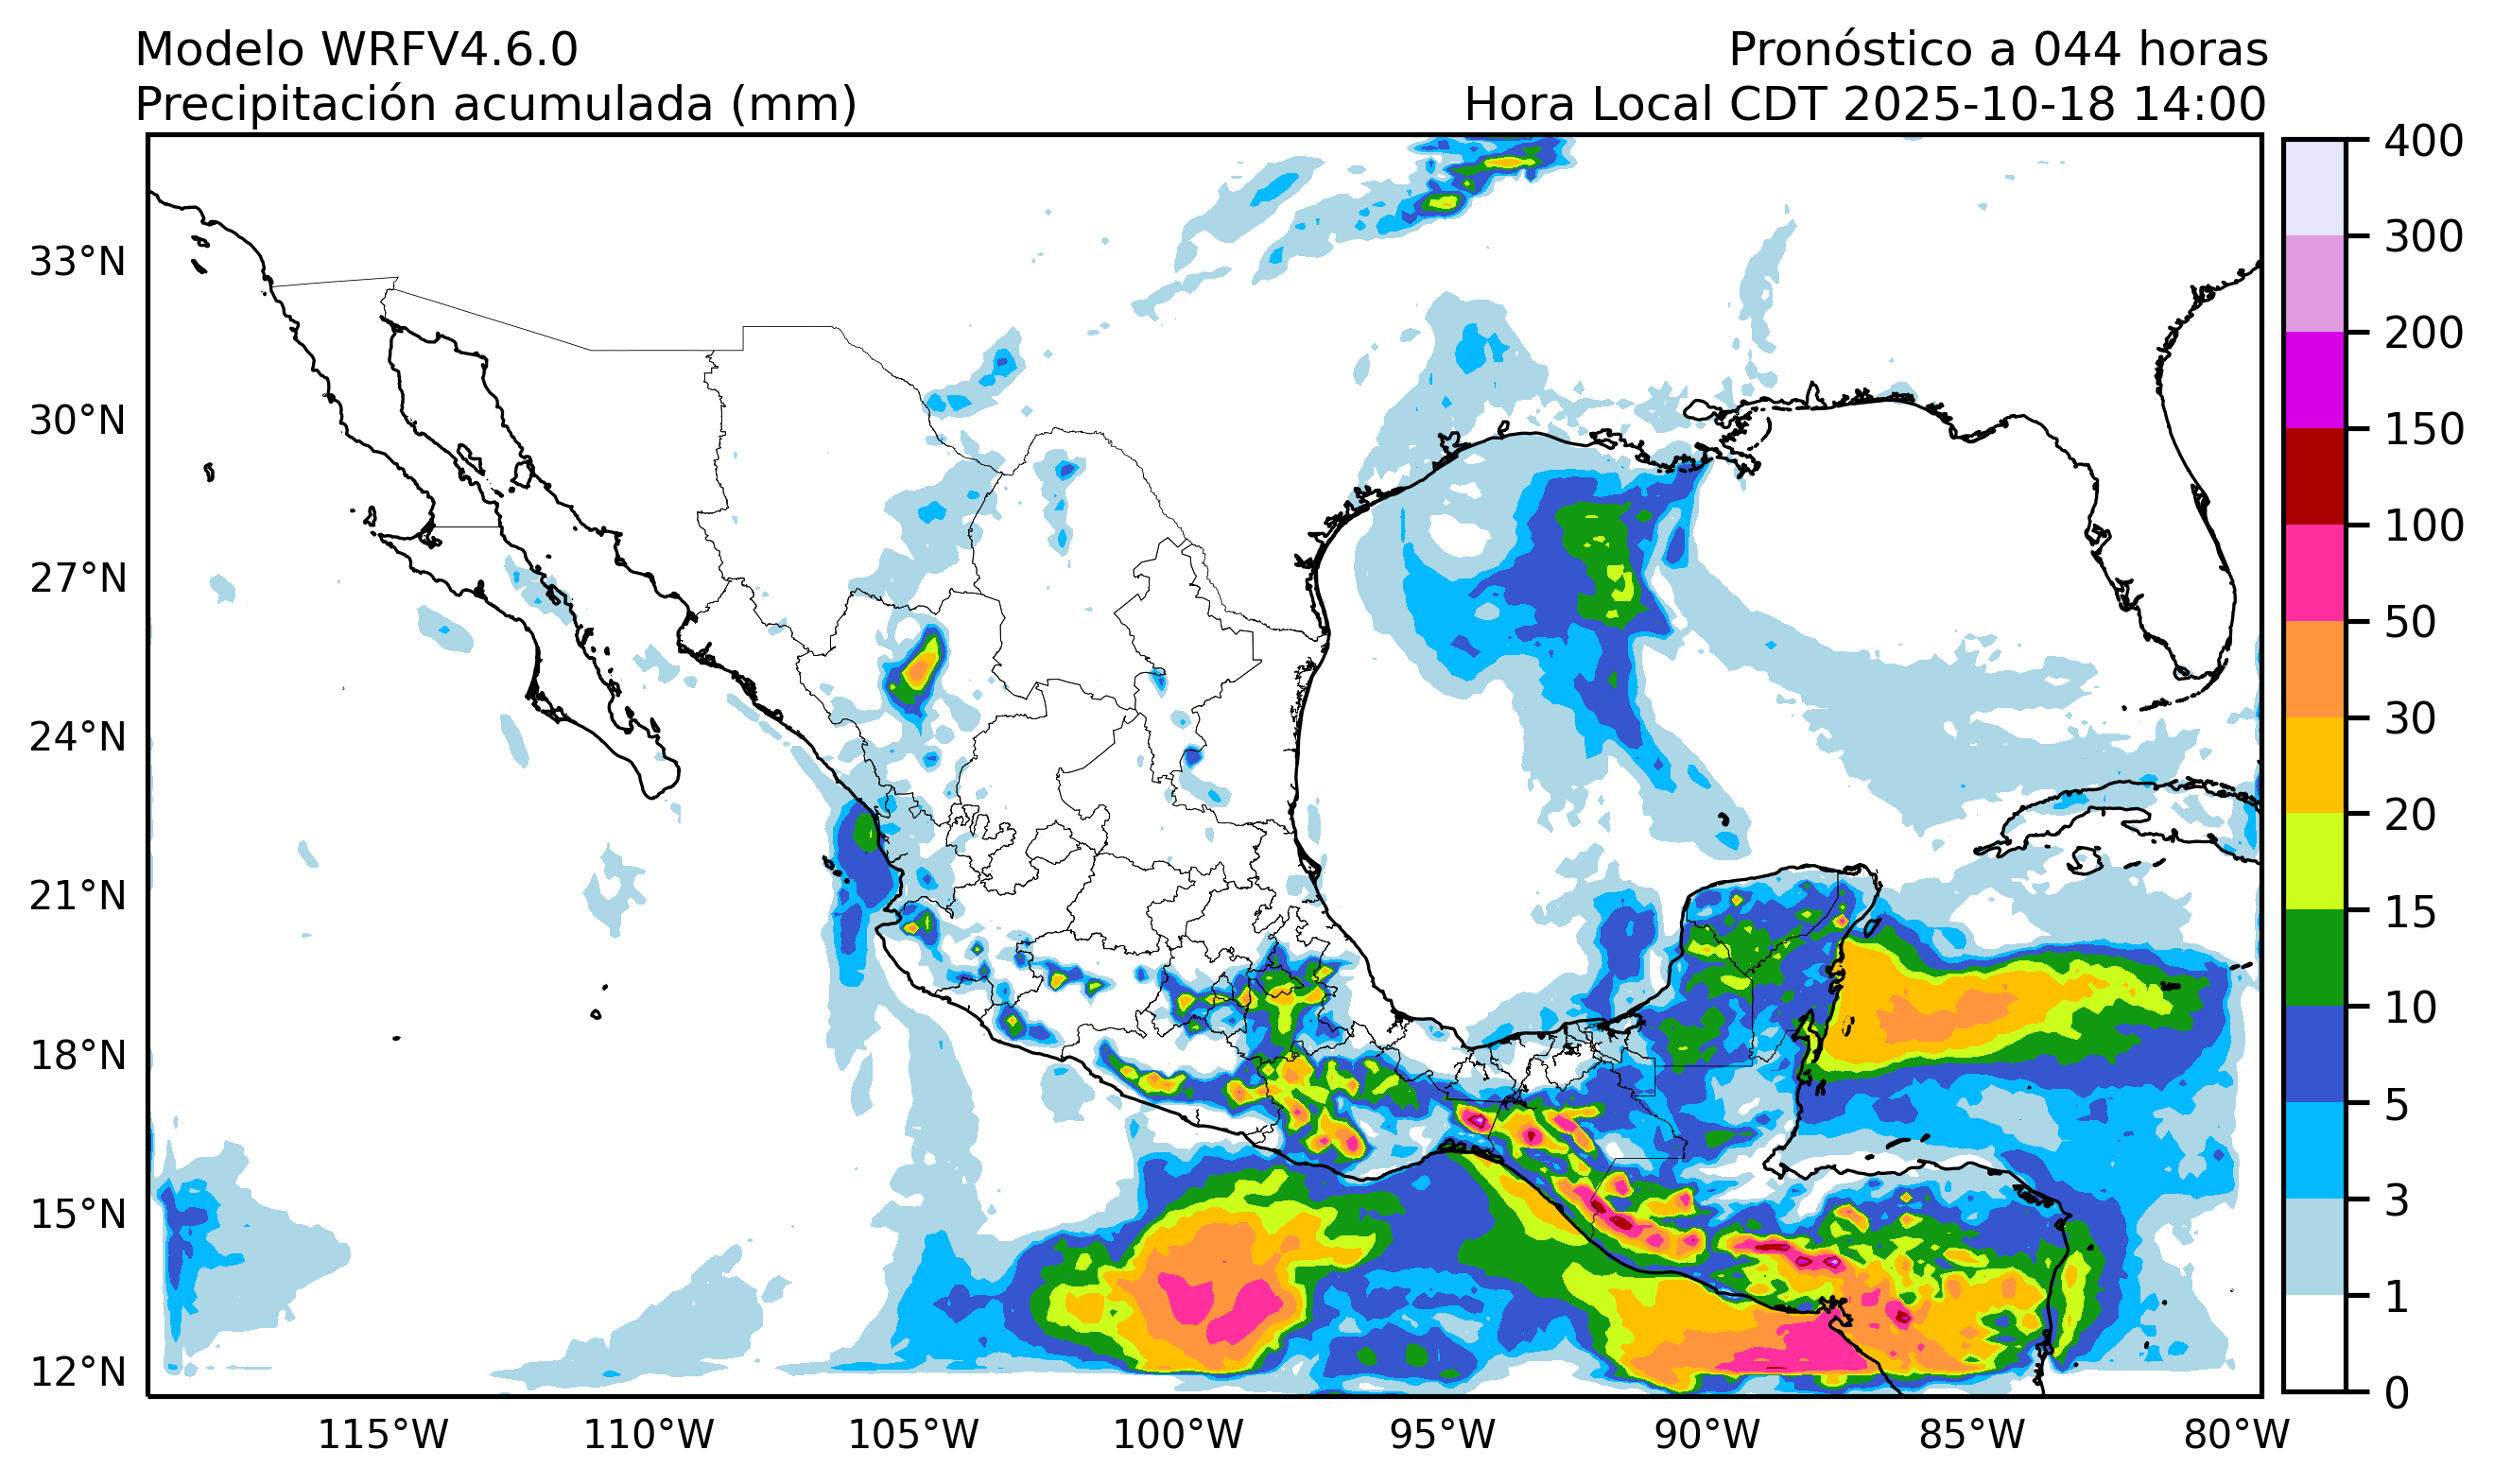 Modelo WRFV4.6.0
Precipitación acumulada (mm)
Pronóstico a 044 horas
Hora Local CDT 2025-10-18 14:00
33°N
30°N
27°N
24°N
21°N
18°N
15°N
12°N
115°W
110°W
105°W
100°W
95°W
90°W
85°W
80°W
400
300
200
150
100
50
30
20
15
10
5
3
1
0